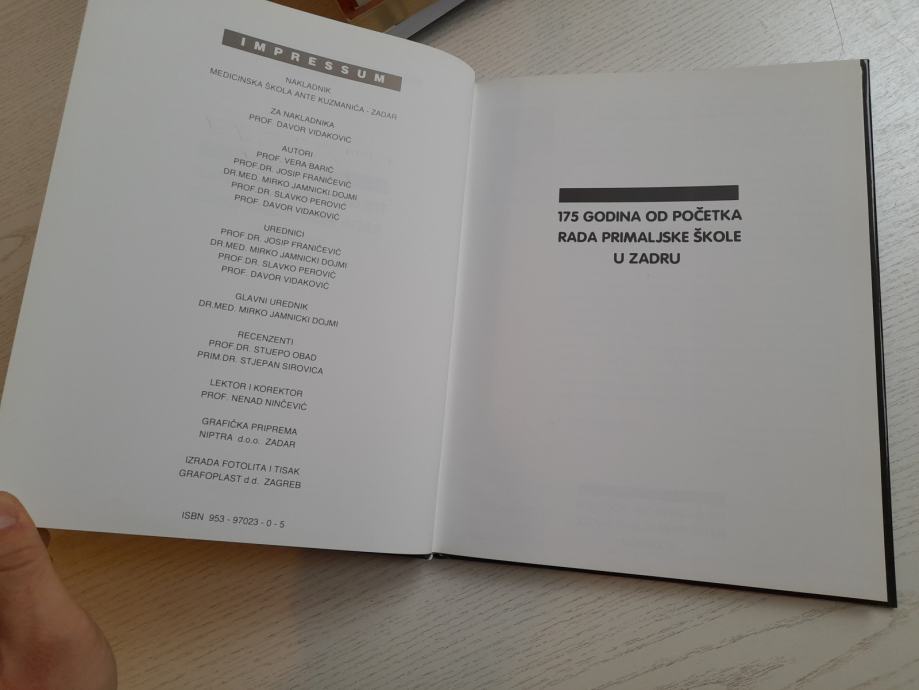 IMPRESSUM
NAKLADNIK
MEDICINSKA ŠKOLA ANTE KUZMANIĆA - ZADAR
ZA NAKLADNIKA
PROF. DAVOR VIDAKOVIĆ
AUTORI
PROF. VERA BARIĆ
PROF.DR. JOSIP FRANIČEVIĆ
DR.MED. MIRKO JAMNICKI DOJMI
PROF.DR. SLAVKO PEROVIĆ
PROF. DAVOR VIDAKOVIĆ
UREDNICI
PROF.DR. JOSIP FRANIČEVIĆ
DR.MED. MIRKO JAMNICKI DOJMI
PROF.DR. SLAVKO PEROVIĆ
PROF. DAVOR VIDAKOVIĆ
GLAVNI UREDNIK
DR.MED. MIRKO JAMNICKI DOJMI
RECENZENTI
PROF.DR. STIJEPO OBAD
PRIM.DR. STJEPAN SIROVICA
LEKTOR I KOREKTOR
PROF. NENAD NINČEVIĆ
GRAFIČKA PRIPREMA
NIPTRA d.o.o. ZADAR
IZRADA FOTOLITA I TISAK
GRAFOPLAST d.d. ZAGREB
ISBN 953 - 97023 - 0 - 5
175 GODINA OD POČETKA
RADA PRIMALJSKE ŠKOLE
U ZADRU